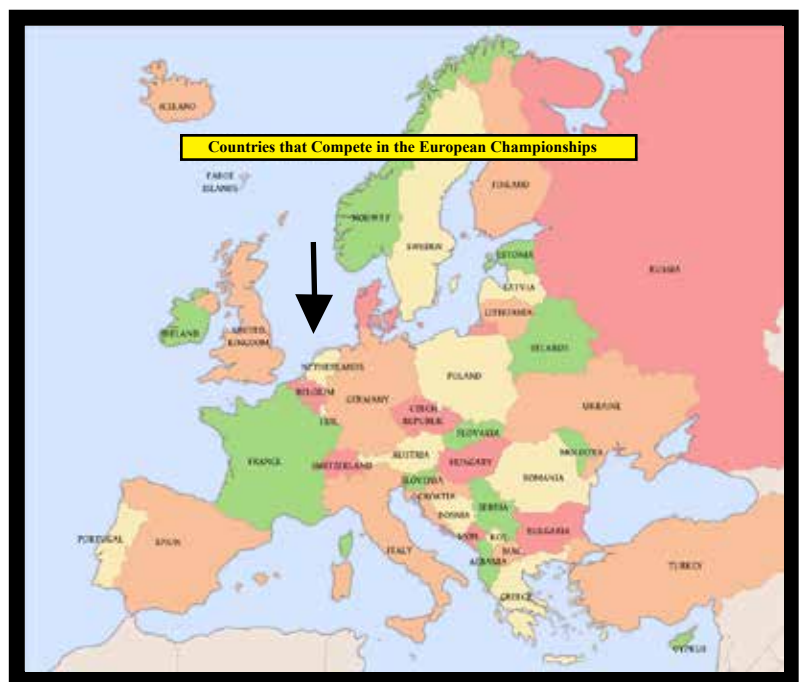 ICELAND
Countries that Compete in the European Championships
FAROE
ISLANDS
FINLAND
NORWAY
SWEDEN
RUSSIA
ESTONIA
LATVIA
LITHUANIA
IRELAND
UNITED
KINGDOM
BELARUS
NETHERLANDS
POLAND
BELGIUM
GERMANY
UKRAINE
CZECH
REPUBLIC
SLOVAKIA
FRANCE
AUSTRIA
MOLDOVA
SWITZERLAND
HUNGARY
ROMANIA
SLOVENIA
CROATIA
BOSNIA
SERBIA
PORTUGAL
SPAIN
ITALY
MON.
KOS.
BULGARIA
MAC.
ALBANIA
TURKEY
GREECE
CYPRUS